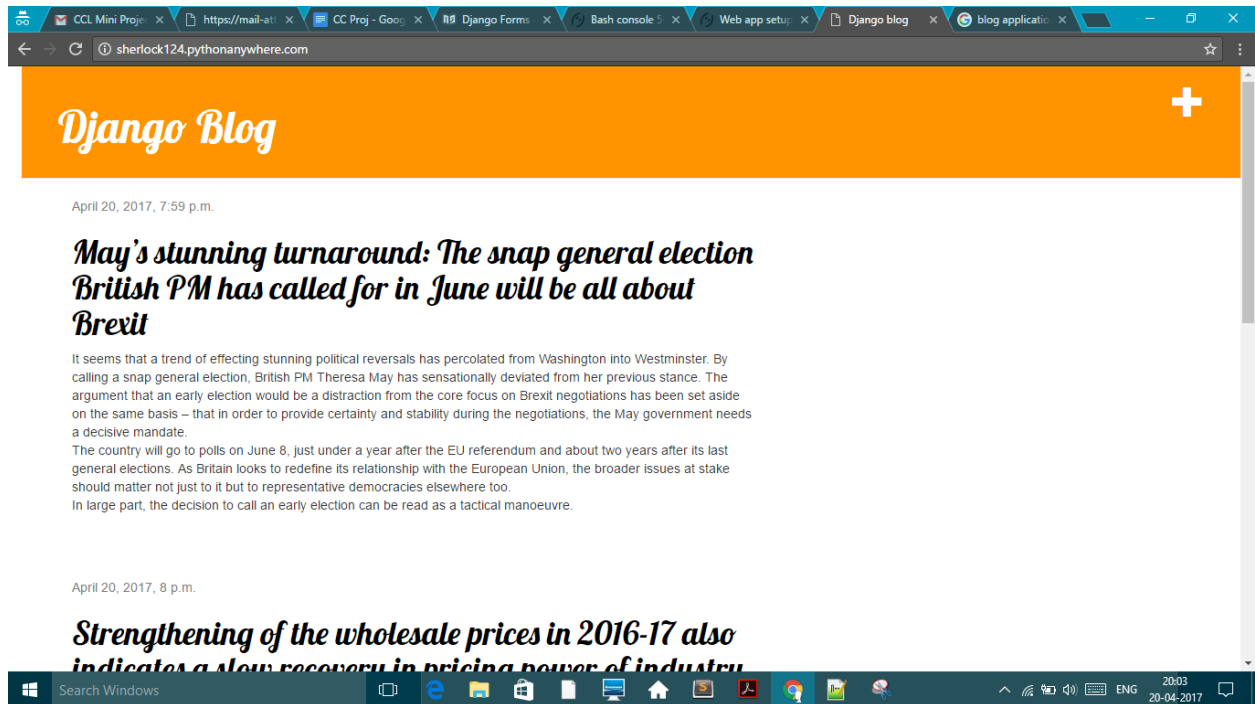 CCL Mini Proje
https://mail-att
CC Proj - Goog
Django Forms
Bash console 5
Web app setup
Django blog
blog applicatio
sherlock124.pythonanywhere.com
Django Blog
April 20, 2017, 7:59 p.m.
May's stunning turnaround: The snap general election
British PM has called for in June will be all about
Brexit
It seems that a trend of effecting stunning political reversals has percolated from Washington into Westminster. By
calling a snap general election, British PM Theresa May has sensationally deviated from her previous stance. The
argument that an early election would be a distraction from the core focus on Brexit negotiations has been set aside
on the same basis – that in order to provide certainty and stability during the negotiations, the May government needs
a decisive mandate.
The country will go to polls on June 8, just under a year after the EU referendum and about two years after its last
general elections. As Britain looks to redefine its relationship with the European Union, the broader issues at stake
should matter not just to it but to representative democracies elsewhere too.
In large part, the decision to call an early election can be read as a tactical manoeuvre.
April 20, 2017, 8 p.m.
Strengthening of the wholesale prices in 2016-17 also
indicates a slow recovery in pricing power of industry
Search Windows
ENG
20:03
20-04-2017